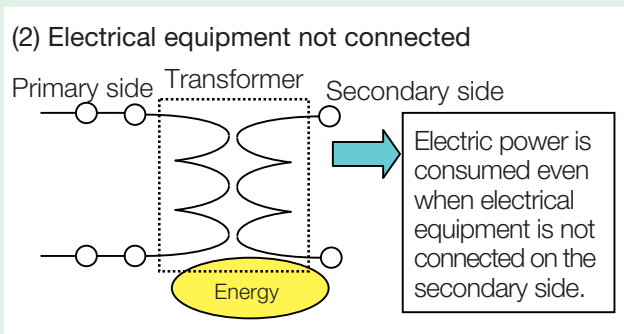 (2) Electrical equipment not connected
Transformer
Primary side
Secondary side
Electric power is
consumed even
when electrical
equipment is not
connected on the
secondary side.
Energy